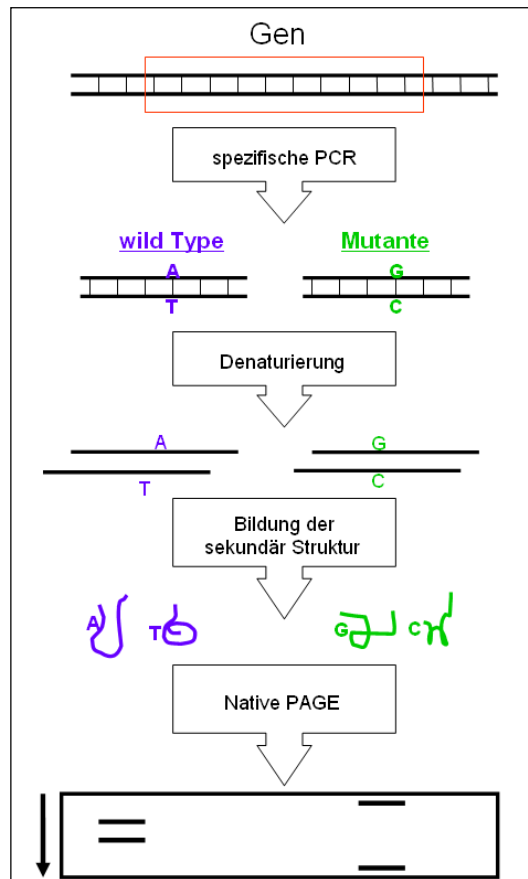 Gen
spezifische PCR
wild Type Mutante
A G
T C
Denaturierung
A G
T C
Bildung der
sekundär Struktur
A T G C
Native PAGE